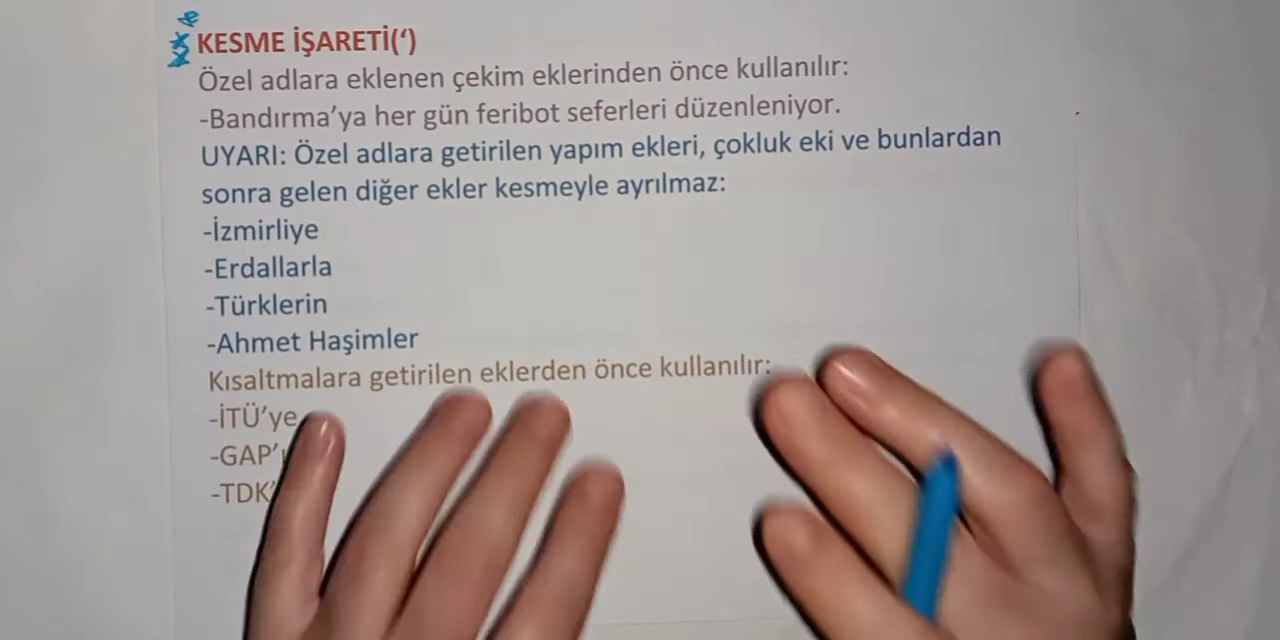 KESME İŞARETİ(‘)
Özel adlara eklenen çekim eklerinden önce kullanılır:
-Bandırma’ya her gün feribot seferleri düzenleniyor.
UYARI: Özel adlara getirilen yapım ekleri, çokluk eki ve bunlardan
sonra gelen diğer ekler kesmeyle ayrılmaz:
-İzmirliye
-Erdallarla
-Türklerin
-Ahmet Haşimler
Kısaltmalara getirilen eklerden önce kullanılır:
-İTÜ’ye
-GAP’
-TDK’